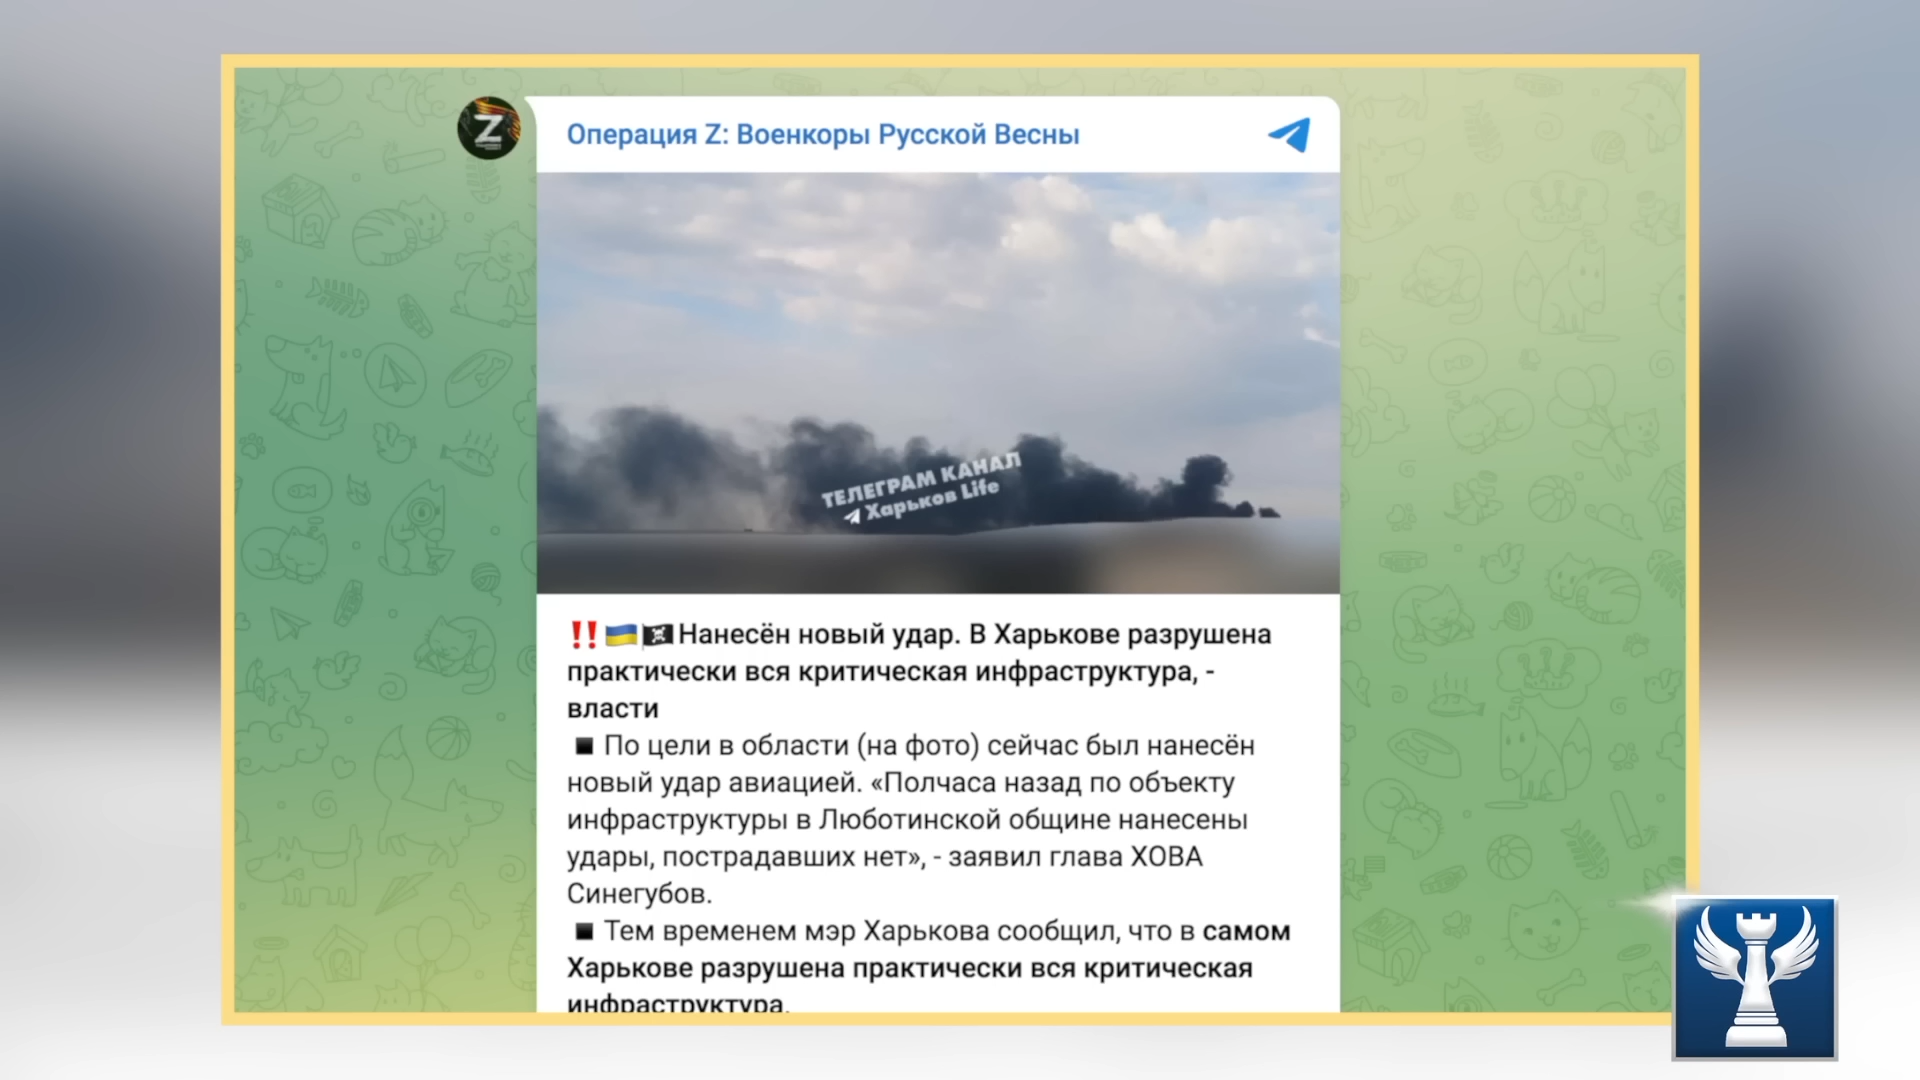 Операция Z: Военкоры Русской Весны
ТЕЛЕГРАМ КАНАЛ
Харьков Life
‼️🇺🇦🏴‍☠️Нанесён новый удар. В Харькове разрушена
практически вся критическая инфраструктура, -
власти
◾️ По цели в области (на фото) сейчас был нанесён
новый удар авиацией. «Полчаса назад по объекту
инфраструктуры в Люботинской общине нанесены
удары, пострадавших нет», - заявил глава ХОВА
Синегубов.
◾️ Тем временем мэр Харькова сообщил, что в самом
Харькове разрушена практически вся критическая
инфраструктура.